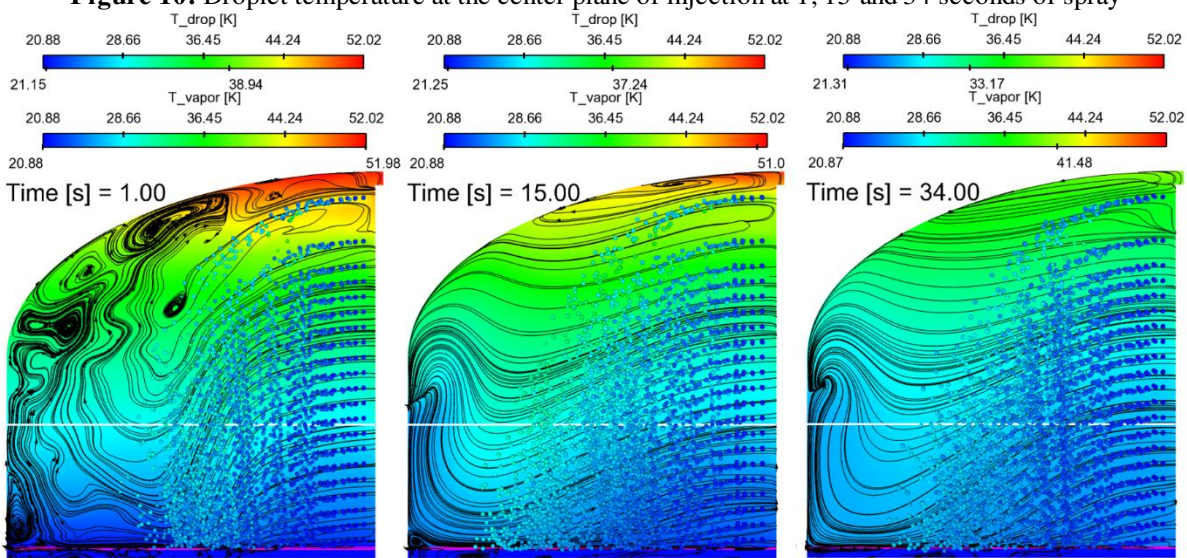 Figure 10: Droplet temperature at the center plane of injection at 1, 15 and 34 seconds of spray
T_drop [K]
20.88 28.66 36.45 44.24 52.02
21.15 38.94
T_vapor [K]
20.88 28.66 36.45 44.24 52.02
20.88 51.98
Time [s] = 1.00
T_drop [K]
20.88 28.66 36.45 44.24 52.02
21.25 37.24
T_vapor [K]
20.88 28.66 36.45 44.24 52.02
20.88 51.0
Time [s] = 15.00
T_drop [K]
20.88 28.66 36.45 44.24 52.02
21.31 33.17
T_vapor [K]
20.88 28.66 36.45 44.24 52.02
20.87 41.48
Time [s] = 34.00